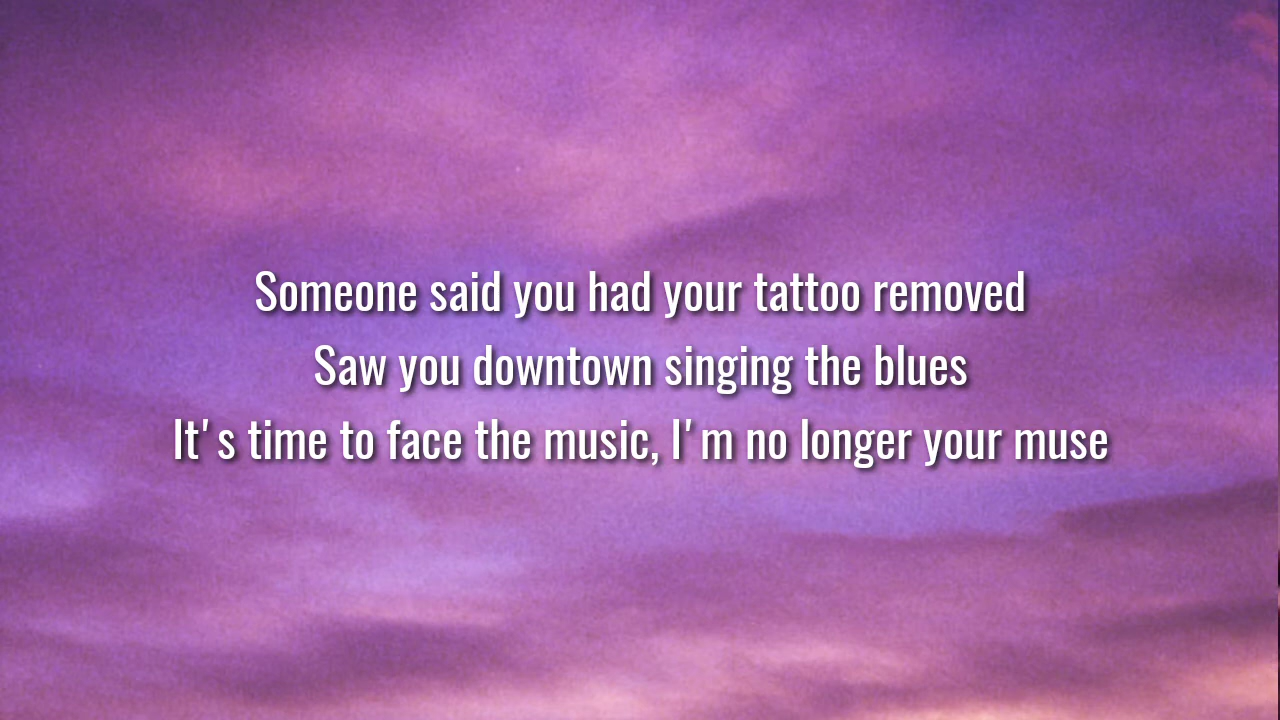 Someone said you had your tattoo removed
Saw you downtown singing the blues
It's time to face the music, I'm no longer your muse